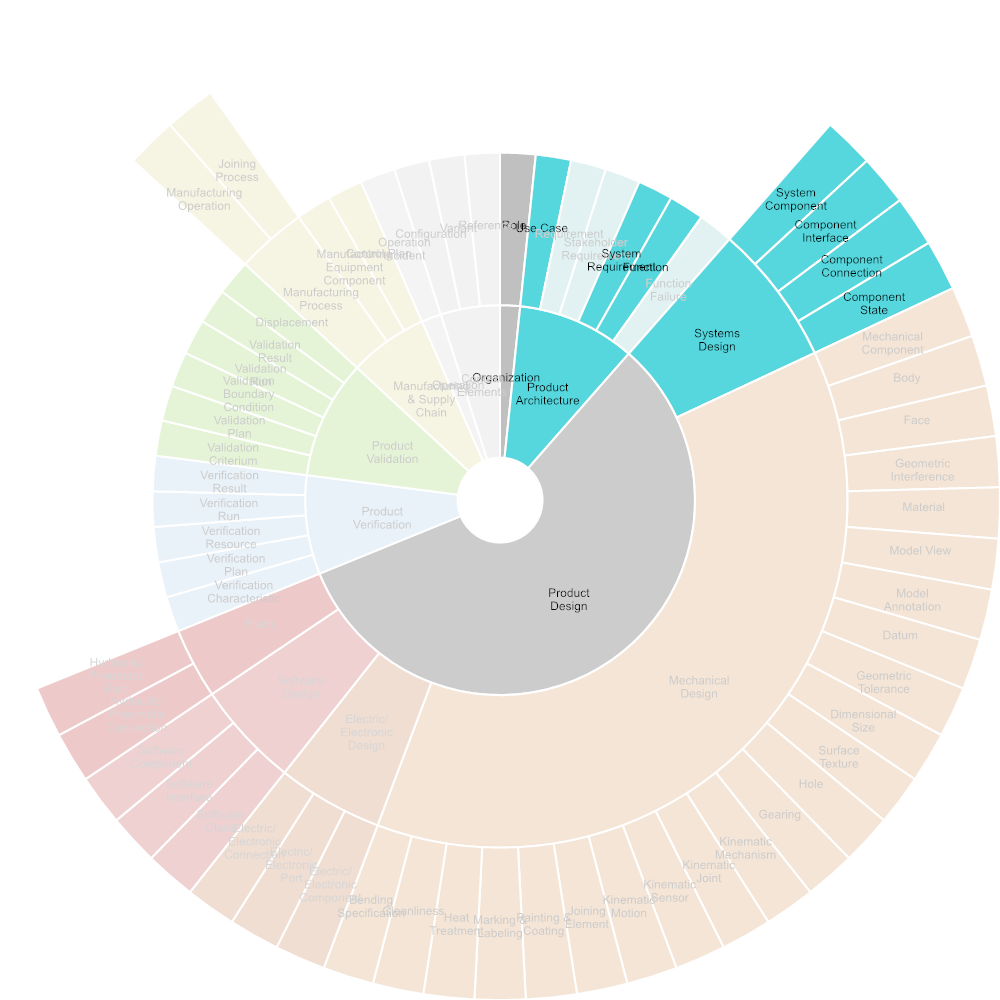 Joining
Process
Manufacturing
Operation
System
Component
Component
Interface
Component
Connection
Component
State
Role
Use Case
Requirement
Stakeholder
System
Requirement
Function
Function
Failure
Variant
Configuration
Operation
Control Plan
Manufacturing
Equipment
Component
Manufacturing
Process
Displacement
Validation
Result
Validation
Run
Validation
Boundary
Condition
Validation
Plan
Validation
Criterion
Verification
Result
Verification
Run
Verification
Resource
Verification
Plan
Verification
Characteristic
Organization
Product
Architecture
Systems
Design
Manufacturing
& Supply
Chain
Operation
Element
Product
Validation
Product
Verification
Product
Design
Mechanical
Design
Electric/
Electronic
Design
Mechanical
Component
Body
Face
Geometric
Interference
Material
Model View
Model
Annotation
Datum
Geometric
Tolerance
Dimensional
Size
Surface
Texture
Hole
Gearing
Kinematic
Mechanism
Kinematic
Joint
Kinematic
Sensor
Kinematic
Motion
Joining
Element
Painting &
Coating
Marking &
Labeling
Heat
Treatment
Cleanliness
Bending
Specification
Electric/
Electronic
Component
Electric/
Electronic
Port
Electric/
Electronic
Connection